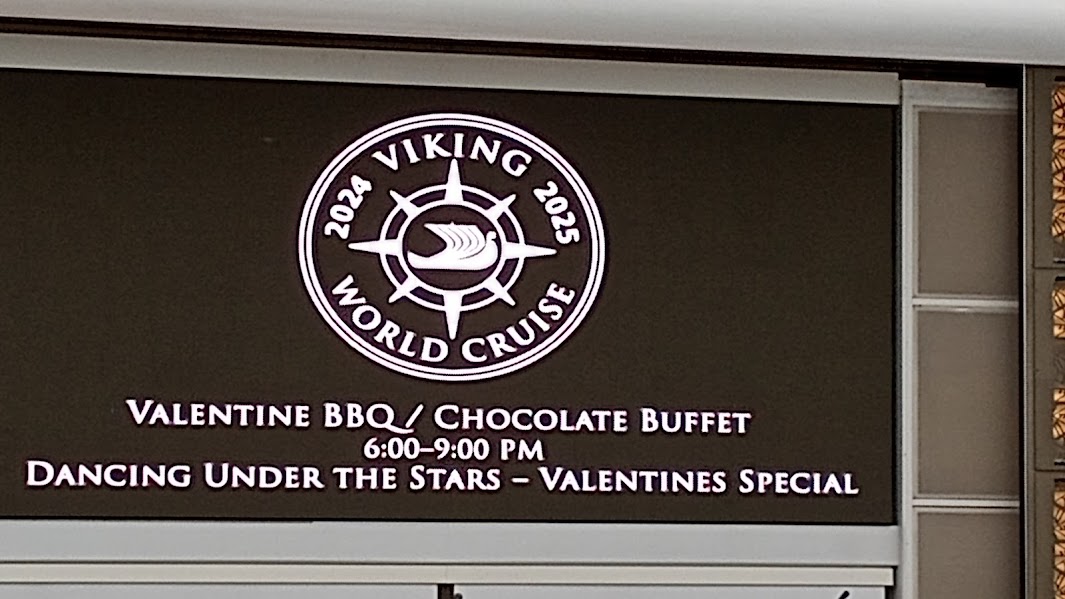 VIKING
2024 2025
WORLD CRUISE
VALENTINE BBQ / CHOCOLATE BUFFET
6:00–9:00 PM
DANCING UNDER THE STARS – VALENTINES SPECIAL